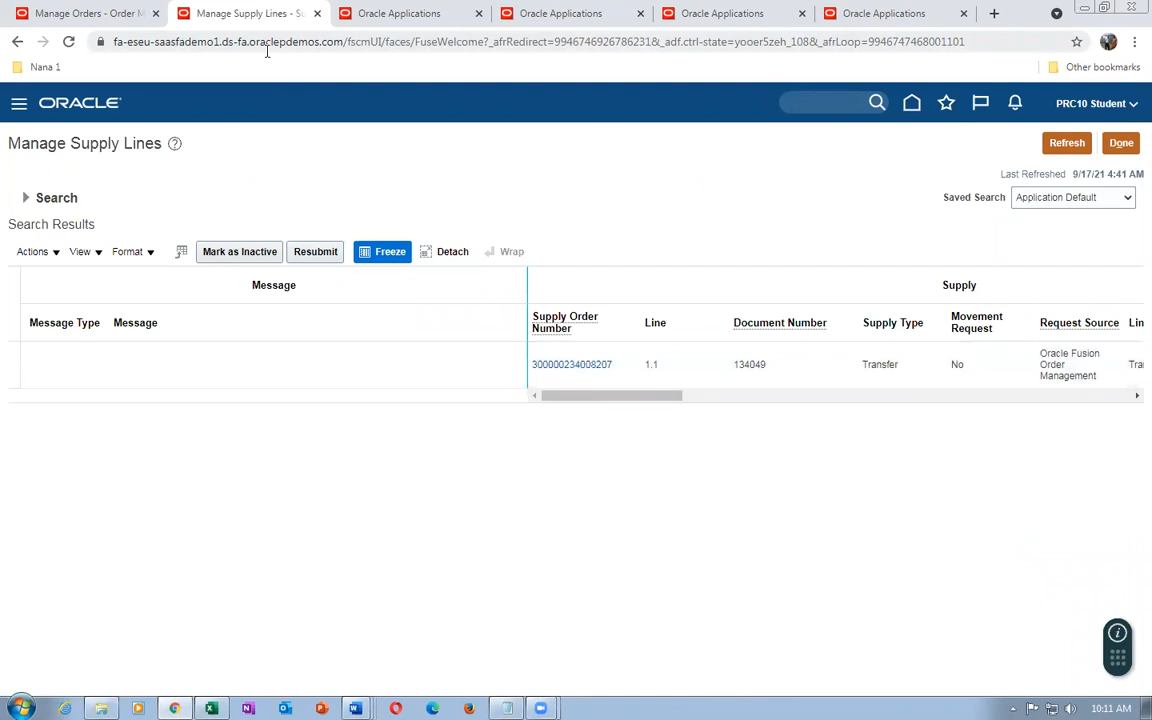 Manage Orders - Order M
Manage Supply Lines - Su
Oracle Applications
Oracle Applications
Oracle Applications
Oracle Applications
fa-eseu-saasfademo1.ds-fa.oraclepdemos.com/fscmUI/faces/FuseWelcome?_afrRedirect=9946746926786231&_adf.ctrl-state=yooer5zeh_108&_afrLoop=9946747468001101
Nana 1
Other bookmarks
ORACLE
PRC10 Student
Manage Supply Lines
Refresh
Done
Last Refreshed 9/17/21 4:41 AM
Search
Saved Search
Application Default
Search Results
Actions
View
Format
Mark as Inactive
Resubmit
Freeze
Detach
Wrap
Message
Supply
Message Type
Message
Supply Order Number
Line
Document Number
Supply Type
Movement Request
Request Source
Lin
300000234008207
1.1
134049
Transfer
No
Oracle Fusion Order Management
Tra
10:11 AM